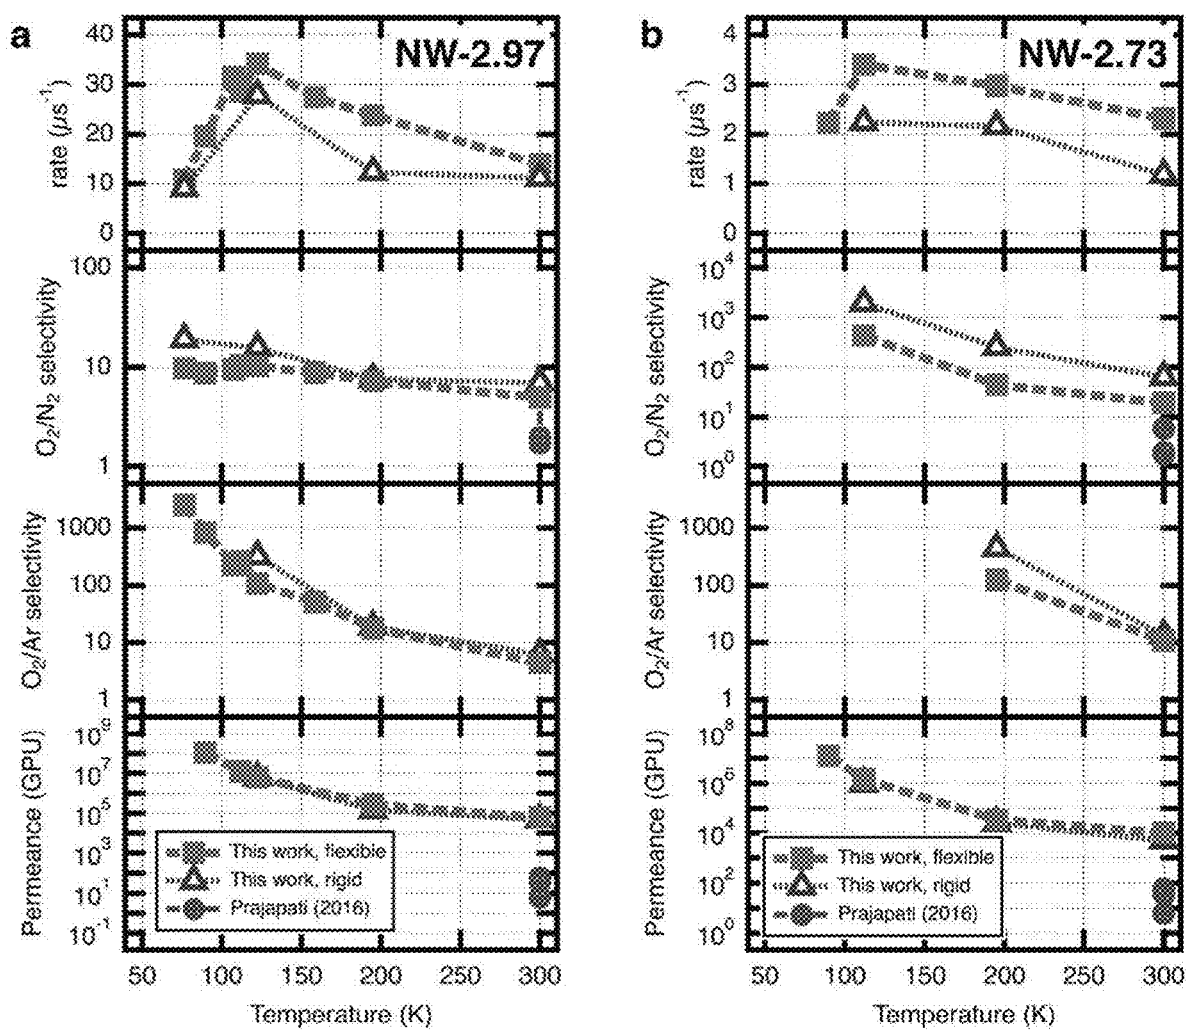 a
NW-2.97
40
30
20
10
0
rate (µs⁻¹)
100
10
1
O₂/N₂ selectivity
1000
100
10
1
O₂/Ar selectivity
10⁹
10⁷
10⁵
10³
10¹
10⁻¹
Permeance (GPU)
This work, flexible
This work, rigid
Prajapati (2016)
50 100 150 200 250 300
Temperature (K)
b
NW-2.73
4
3
2
1
0
rate (µs⁻¹)
10⁴
10³
10²
10¹
10⁰
O₂/N₂ selectivity
1000
100
10
1
O₂/Ar selectivity
10⁸
10⁶
10⁴
10²
10⁰
Permeance (GPU)
This work, flexible
This work, rigid
Prajapati (2016)
50 100 150 200 250 300
Temperature (K)